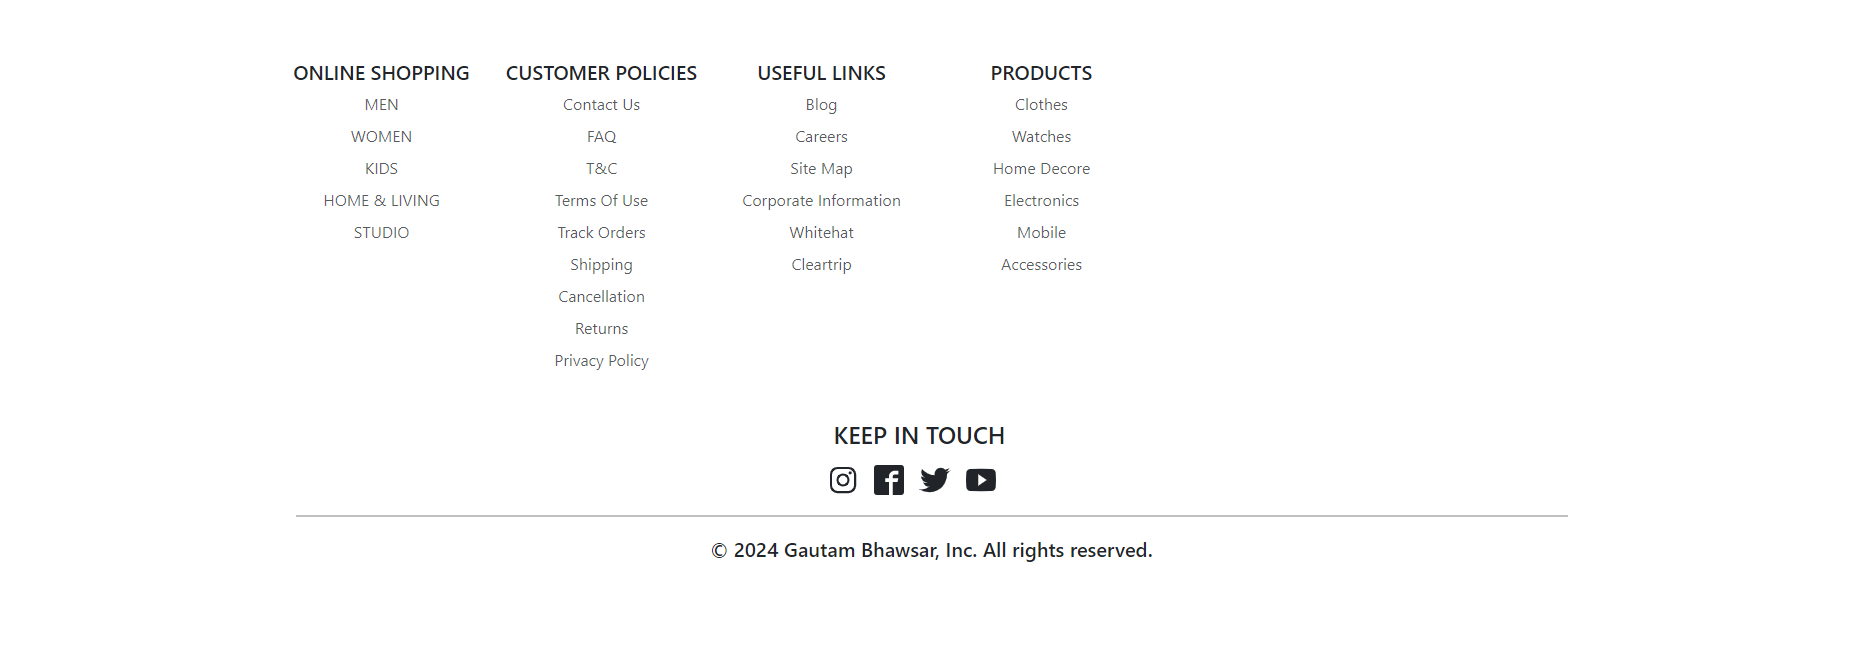 ONLINE SHOPPING
MEN
WOMEN
KIDS
HOME & LIVING
STUDIO
CUSTOMER POLICIES
Contact Us
FAQ
T&C
Terms Of Use
Track Orders
Shipping
Cancellation
Returns
Privacy Policy
USEFUL LINKS
Blog
Careers
Site Map
Corporate Information
Whitehat
Cleartrip
PRODUCTS
Clothes
Watches
Home Decore
Electronics
Mobile
Accessories
KEEP IN TOUCH
© 2024 Gautam Bhawsar, Inc. All rights reserved.